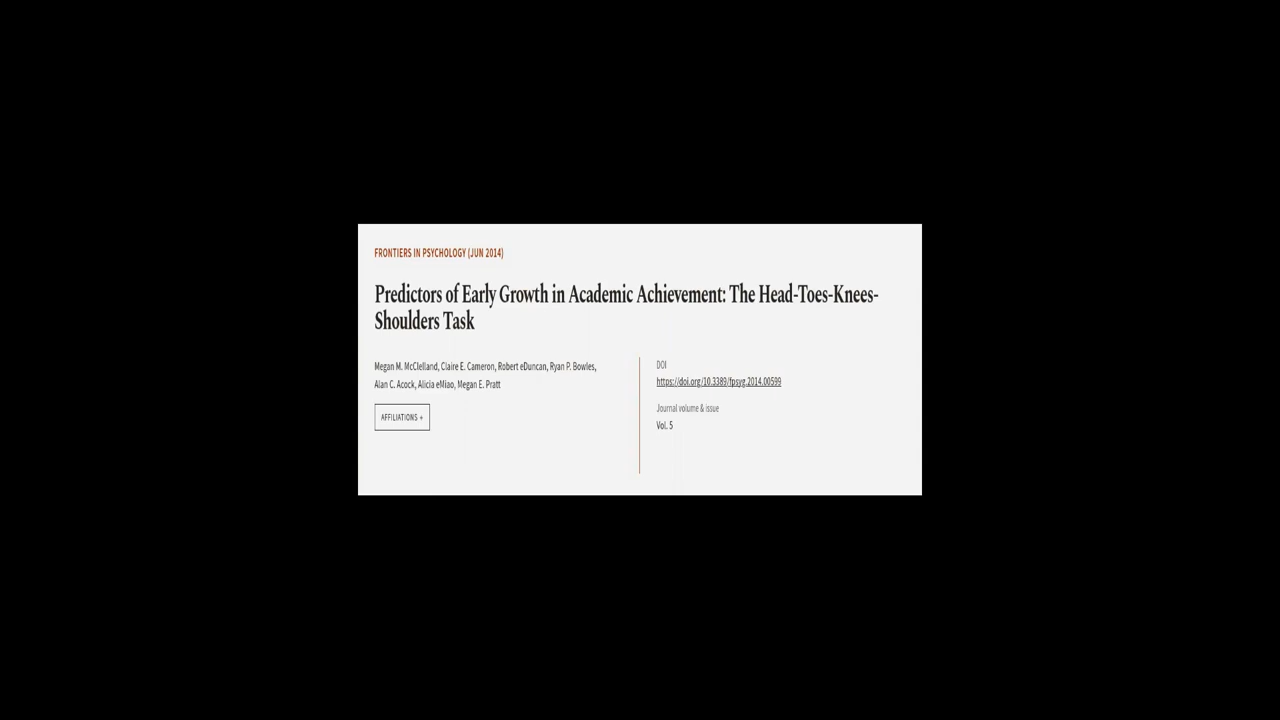 FRONTIERS IN PSYCHOLOGY (JUN 2014)
Predictors of Early Growth in Academic Achievement: The Head-Toes-Knees-
Shoulders Task
Megan M. McClelland, Claire E. Cameron, Robert eDuncan, Ryan P. Bowles,
Alan C. Acock, Alicia eMiao, Megan E. Pratt
AFFILIATIONS +
DOI
https://doi.org/10.3389/fpsyg.2014.00599
Journal volume & issue
Vol. 5